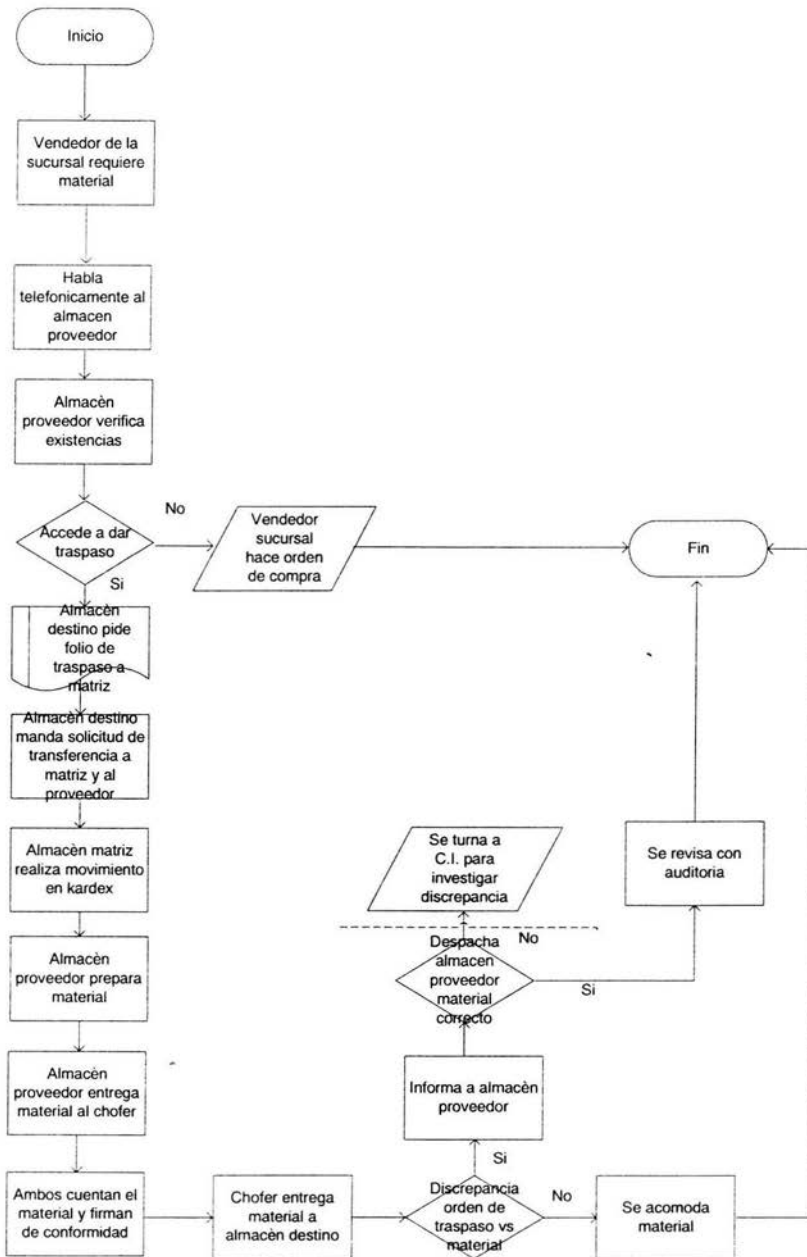 Inicio
Vendedor de la
sucursal requiere
material
Habla
telefonicamente al
almacen
proveedor
Almacèn
proveedor verifica
existencias
Accede a dar
traspaso
No
Vendedor
sucursal
hace orden
de compra
Fin
Si
Almacèn
destino pide
folio de
traspaso a
matriz
Almacèn destino
manda solicitud de
transferencia a
matriz y al
proveedor
Almacèn matriz
realiza movimiento
en kardex
Almacèn
proveedor prepara
material
Almacèn
proveedor entrega
material al chofer
Ambos cuentan el
material y firman
de conformidad
Chofer entrega
material a
almacèn destino
Discrepancia
orden de
traspaso vs
material
No
Se acomoda
material
Si
Informa a almacèn
proveedor
Despacha
almacen
proveedor
material
correcto
No
Se turna a
C.I. para
investigar
discrepancia
Si
Se revisa con
auditoria